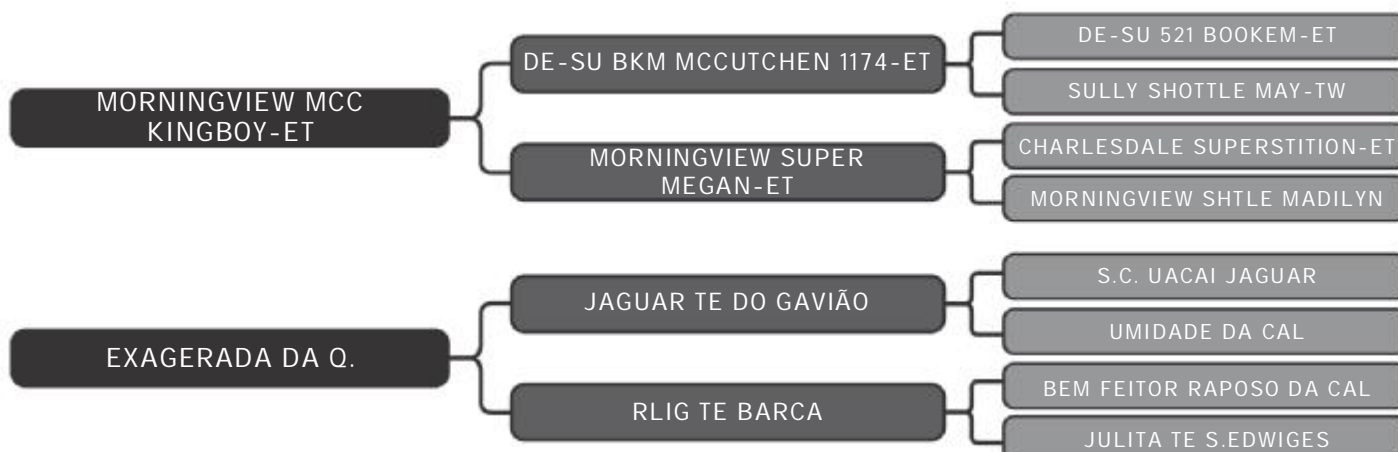 MORNINGVIEW MCC
KINGBOY-ET
DE-SU BKM MCCUTCHEN 1174-ET
DE-SU 521 BOOKEM-ET
SULLY SHOTTLE MAY-TW
MORNINGVIEW SUPER
MEGAN-ET
CHARLESDALE SUPERSTITION-ET
MORNINGVIEW SHTLE MADILYN
EXAGERADA DA Q.
JAGUAR TE DO GAVIÃO
S.C. UACAI JAGUAR
UMIDADE DA CAL
RLIG TE BARCA
BEM FEITOR RAPOSO DA CAL
JULITA TE S.EDWIGES